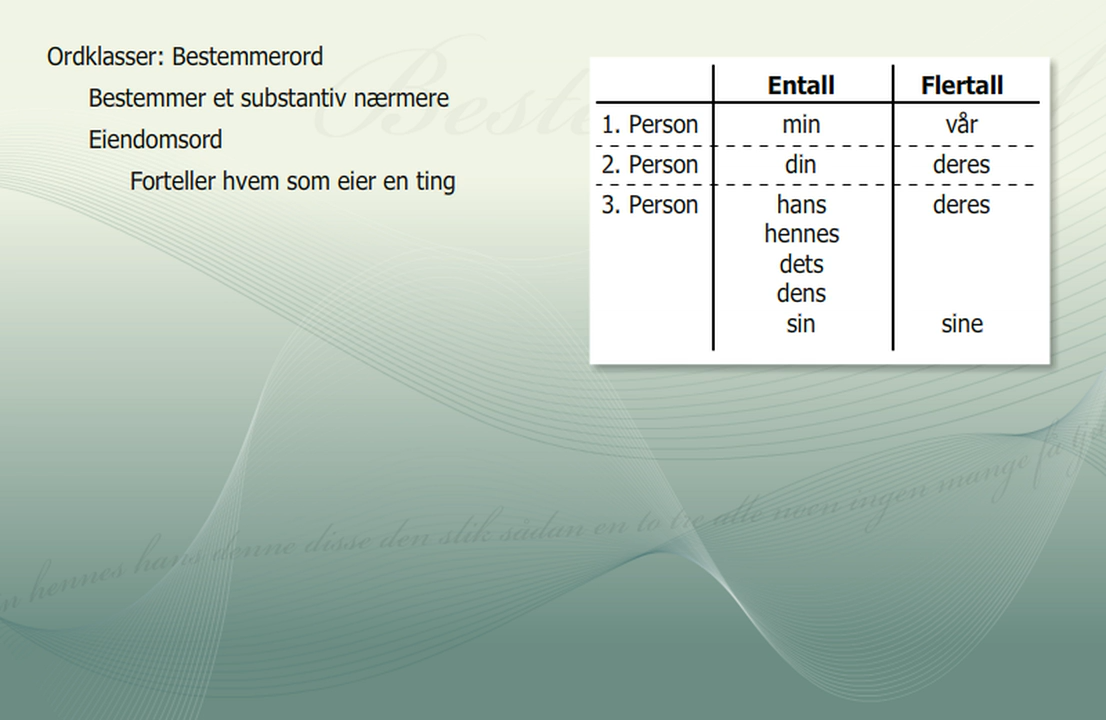 Ordklasser: Bestemmerord
Bestemmer et substantiv nærmere
Eiendomsord
Forteller hvem som eier en ting
Entall Flertall
1. Person min vår
2. Person din deres
3. Person hans deres
hennes
dets
dens
sin sine
hennes hans denne disse den slik sådan en to tre alle noen ingen mange få